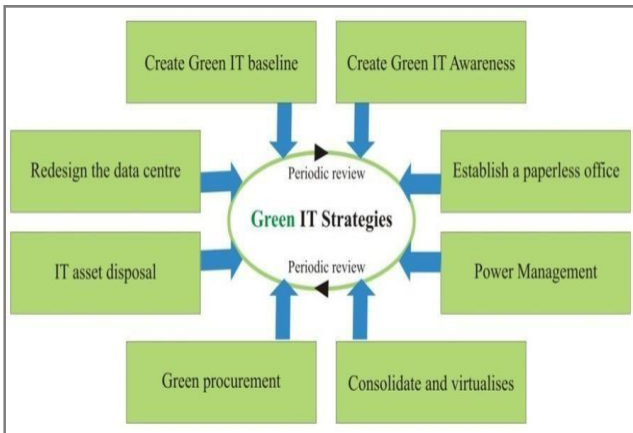 Create Green IT baseline
Create Green IT Awareness
Redesign the data centre
Periodic review
Establish a paperless office
Green IT Strategies
IT asset disposal
Periodic review
Power Management
Green procurement
Consolidate and virtualises